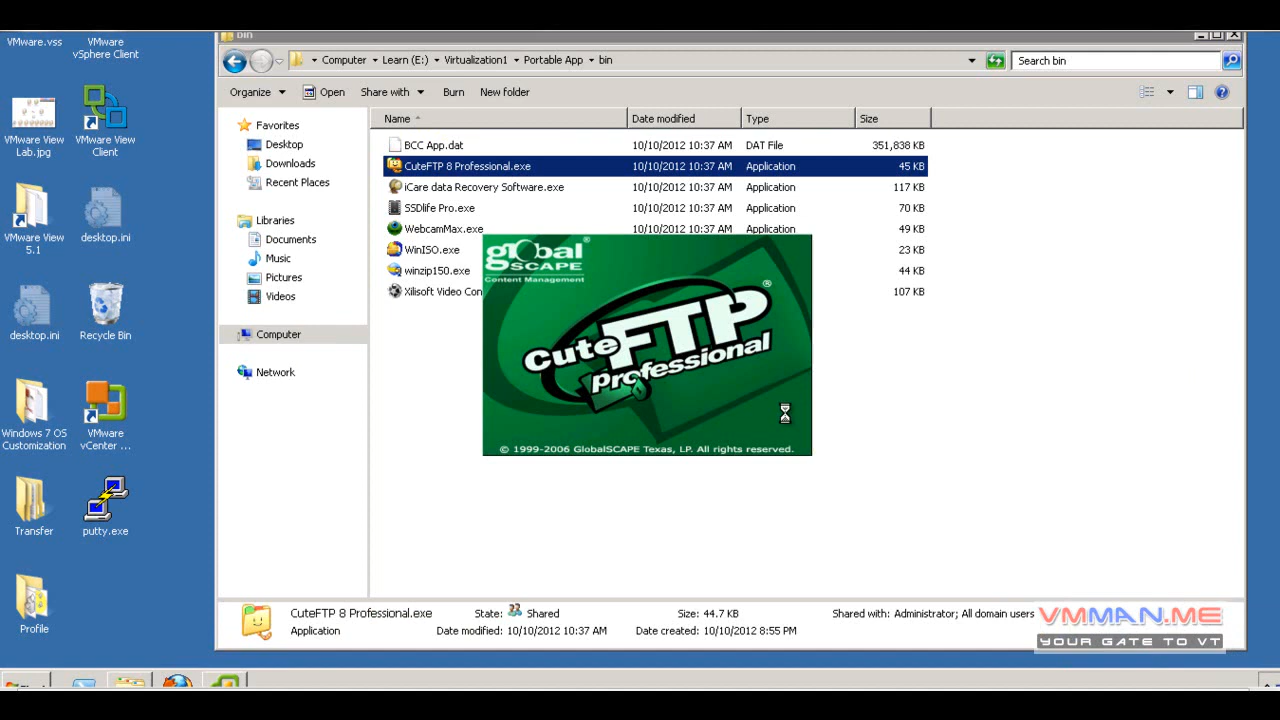 VMware.vss
VMware
vSphere Client
VMware View
Lab.jpg
VMware View
Client
VMware View
5.1
desktop.ini
desktop.ini
Recycle Bin
Windows 7 OS
Customization
VMware
vCenter ...
Transfer
putty.exe
Profile
bin
Computer Learn (E:) Virtualization1 Portable App bin
Search bin
Organize Open Share with Burn New folder
Favorites
Desktop
Downloads
Recent Places
Libraries
Documents
Music
Pictures
Videos
Computer
Network
Name Date modified Type Size
BCC App.dat 10/10/2012 10:37 AM DAT File 351,838 KB
CuteFTP 8 Professional.exe 10/10/2012 10:37 AM Application 45 KB
iCare data Recovery Software.exe 10/10/2012 10:37 AM Application 117 KB
SSDlife Pro.exe 10/10/2012 10:37 AM Application 70 KB
WebcamMax.exe 10/10/2012 10:37 AM Application 49 KB
WinISO.exe 23 KB
winzip150.exe 44 KB
Xilisoft Video Con 107 KB
globalSCAPE®
Content Management
CuteFTP®
Professional
© 1999-2006 GlobalSCAPE Texas, LP. All rights reserved.
CuteFTP 8 Professional.exe State: Shared Size: 44.7 KB Shared with: Administrator; All domain users
Application Date modified: 10/10/2012 10:37 AM Date created: 10/10/2012 8:55 PM
VMMAN.ME
YOUR GATE TO VT